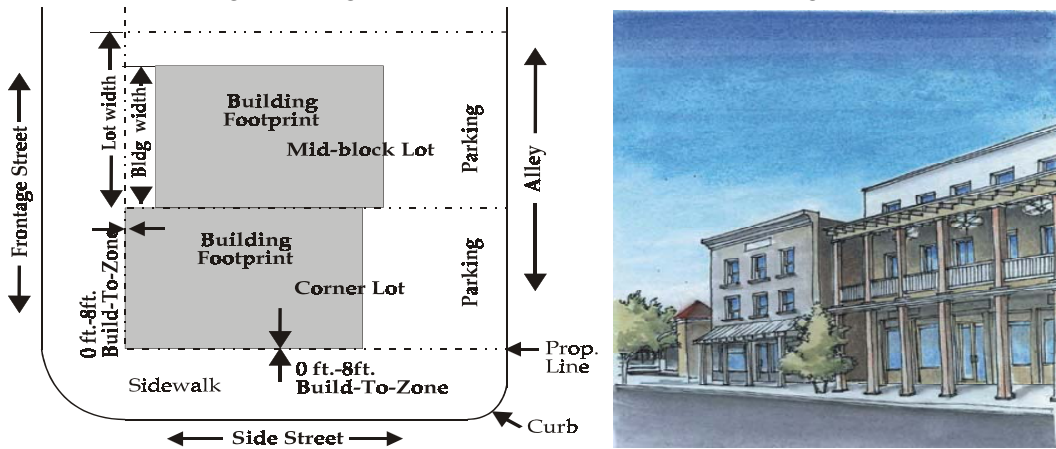 Frontage Street
Lot width
Bldg width
Building
Footprint
Mid-block Lot
Parking
Alley
0 ft.-8ft.
Build-To-Zone
Building
Footprint
Corner Lot
Parking
Prop.
Line
0 ft.-8ft.
Build-To-Zone
Sidewalk
Curb
Side Street